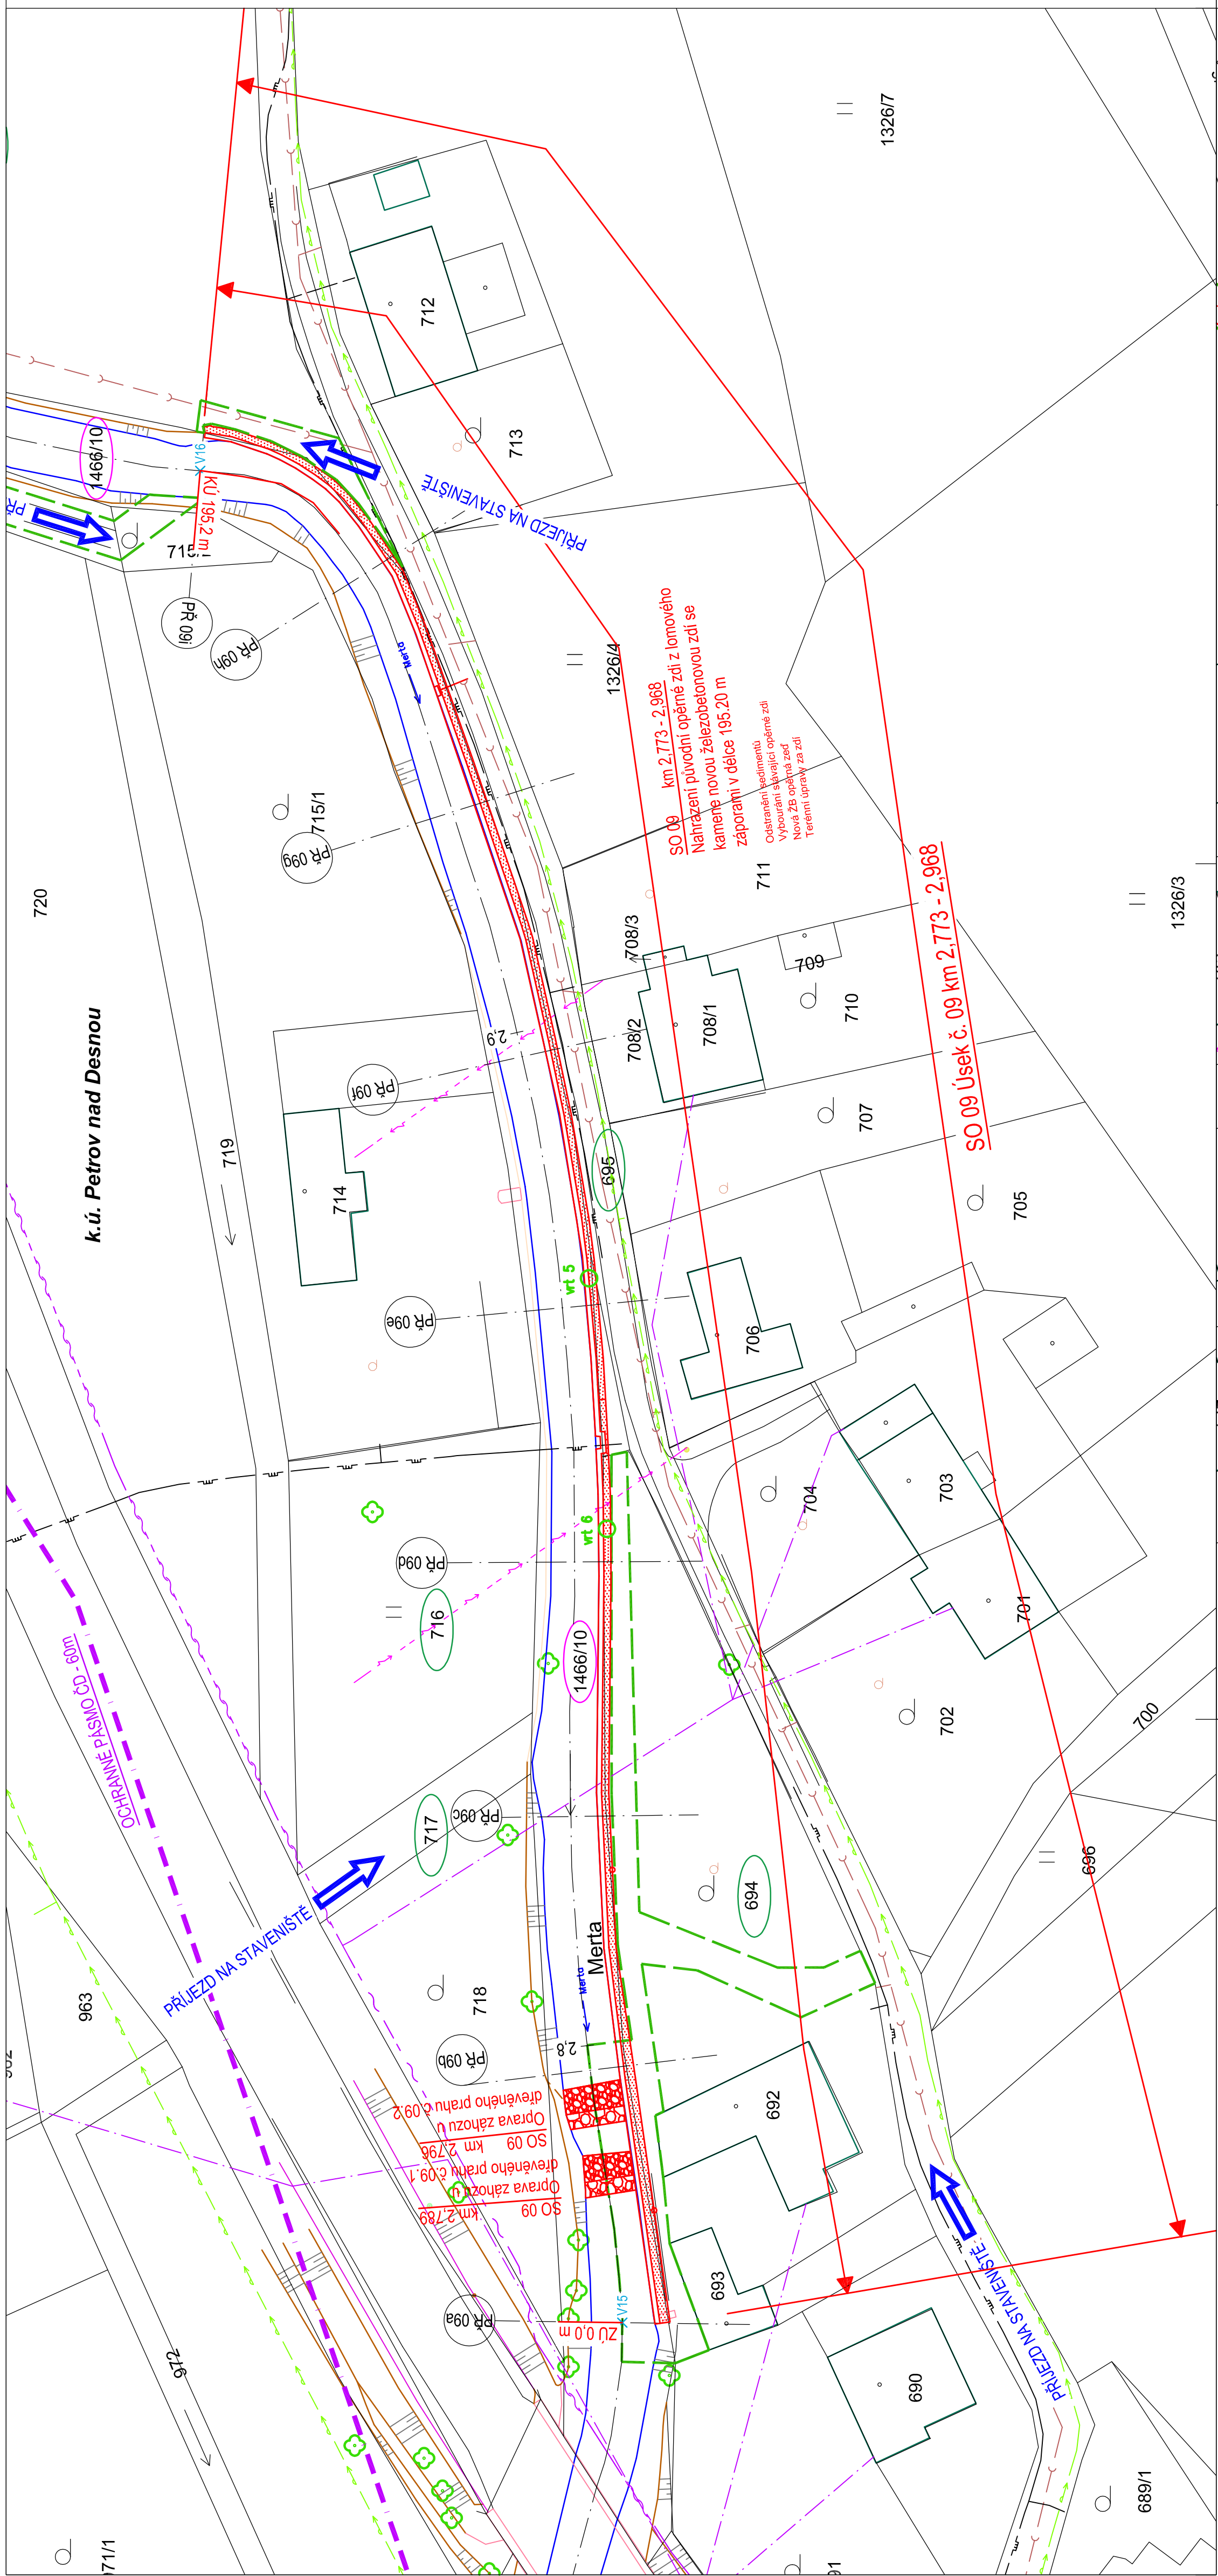 1326/7
712
713
1466/10
V16
KÚ 195,2 m
PŘÍJEZD NA STAVENIŠTĚ
PŘ 09i
PŘ 09h
Merta
1326/4
SO 09 km 2,773 - 2,968
Nahrazení původní opěrné zdi z lomového
kamene novou železobetonovou zdí se
záporami v délce 195.20 m
Odstranění sedimentů
Vybourání stávající opěrné zdi
Nová ŽB opěrná zeď
Terénní úpravy za zdí
715/1
PŘ 09g
720
k.ú. Petrov nad Desnou
711
708/3
709
708/2
708/1
710
1326/3
SO 09 Úsek č. 09 km 2,773 - 2,968
2,9
PŘ 09f
719
714
695
707
705
vrt 5
706
PŘ 09e
704
703
vrt 6
PŘ 09d
701
716
1466/10
OCHRANNÉ PÁSMO ČD - 60m
702
700
717
PŘ 09c
696
694
PŘÍJEZD NA STAVENIŠTĚ
Merta
Merta
718
963
2,8
PŘ 09b
692
SO 09 km 2,796
Oprava záhozu u
dřevěného prahu č.09.2
SO 09 km 2,789
Oprava záhozu u
dřevěného prahu č.09.1
693
PŘ 09a
ZÚ 0,0 m
V15
PŘÍJEZD NA STAVENIŠTĚ
690
972
689/1